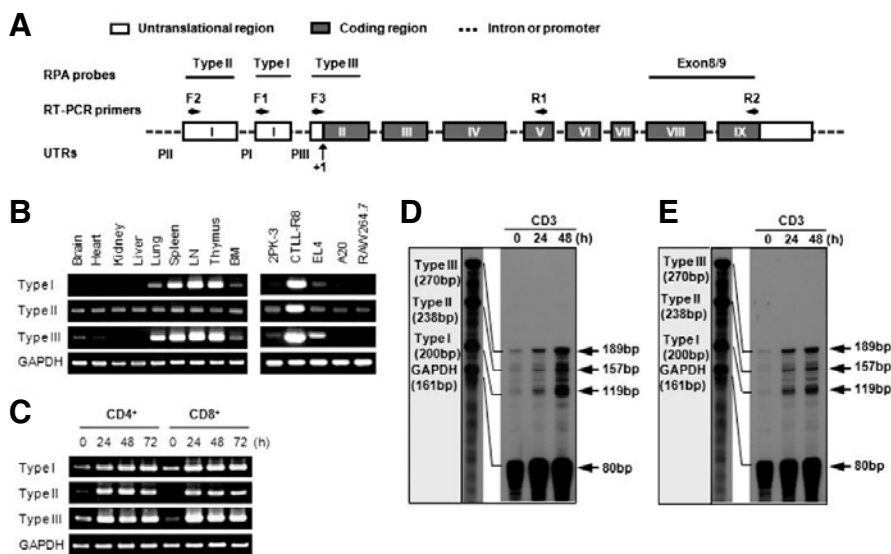 A
Untranslational region Coding region Intron or promoter
RPA probes Type II Type I Type III Exon8/9
RT-PCR primers F2 F1 F3 R1 R2
I I II III IV V VI VII VIII IX
UTRs PII PI PIII +1
B
Brain Heart Kidney Liver Lung Spleen LN Thymus BM 2PK-3 CTLL-R8 EL4 A20 RAW264.7
Type I
Type II
Type III
GAPDH
C
CD4+ CD8+
0 24 48 72 0 24 48 72 (h)
Type I
Type II
Type III
GAPDH
D
CD3
0 24 48 (h)
Type III
(270bp)
Type II
(238bp)
Type I
(200bp)
GAPDH
(161bp)
189bp
157bp
119bp
80bp
E
CD3
0 24 48 (h)
Type III
(270bp)
Type II
(238bp)
Type I
(200bp)
GAPDH
(161bp)
189bp
157bp
119bp
80bp